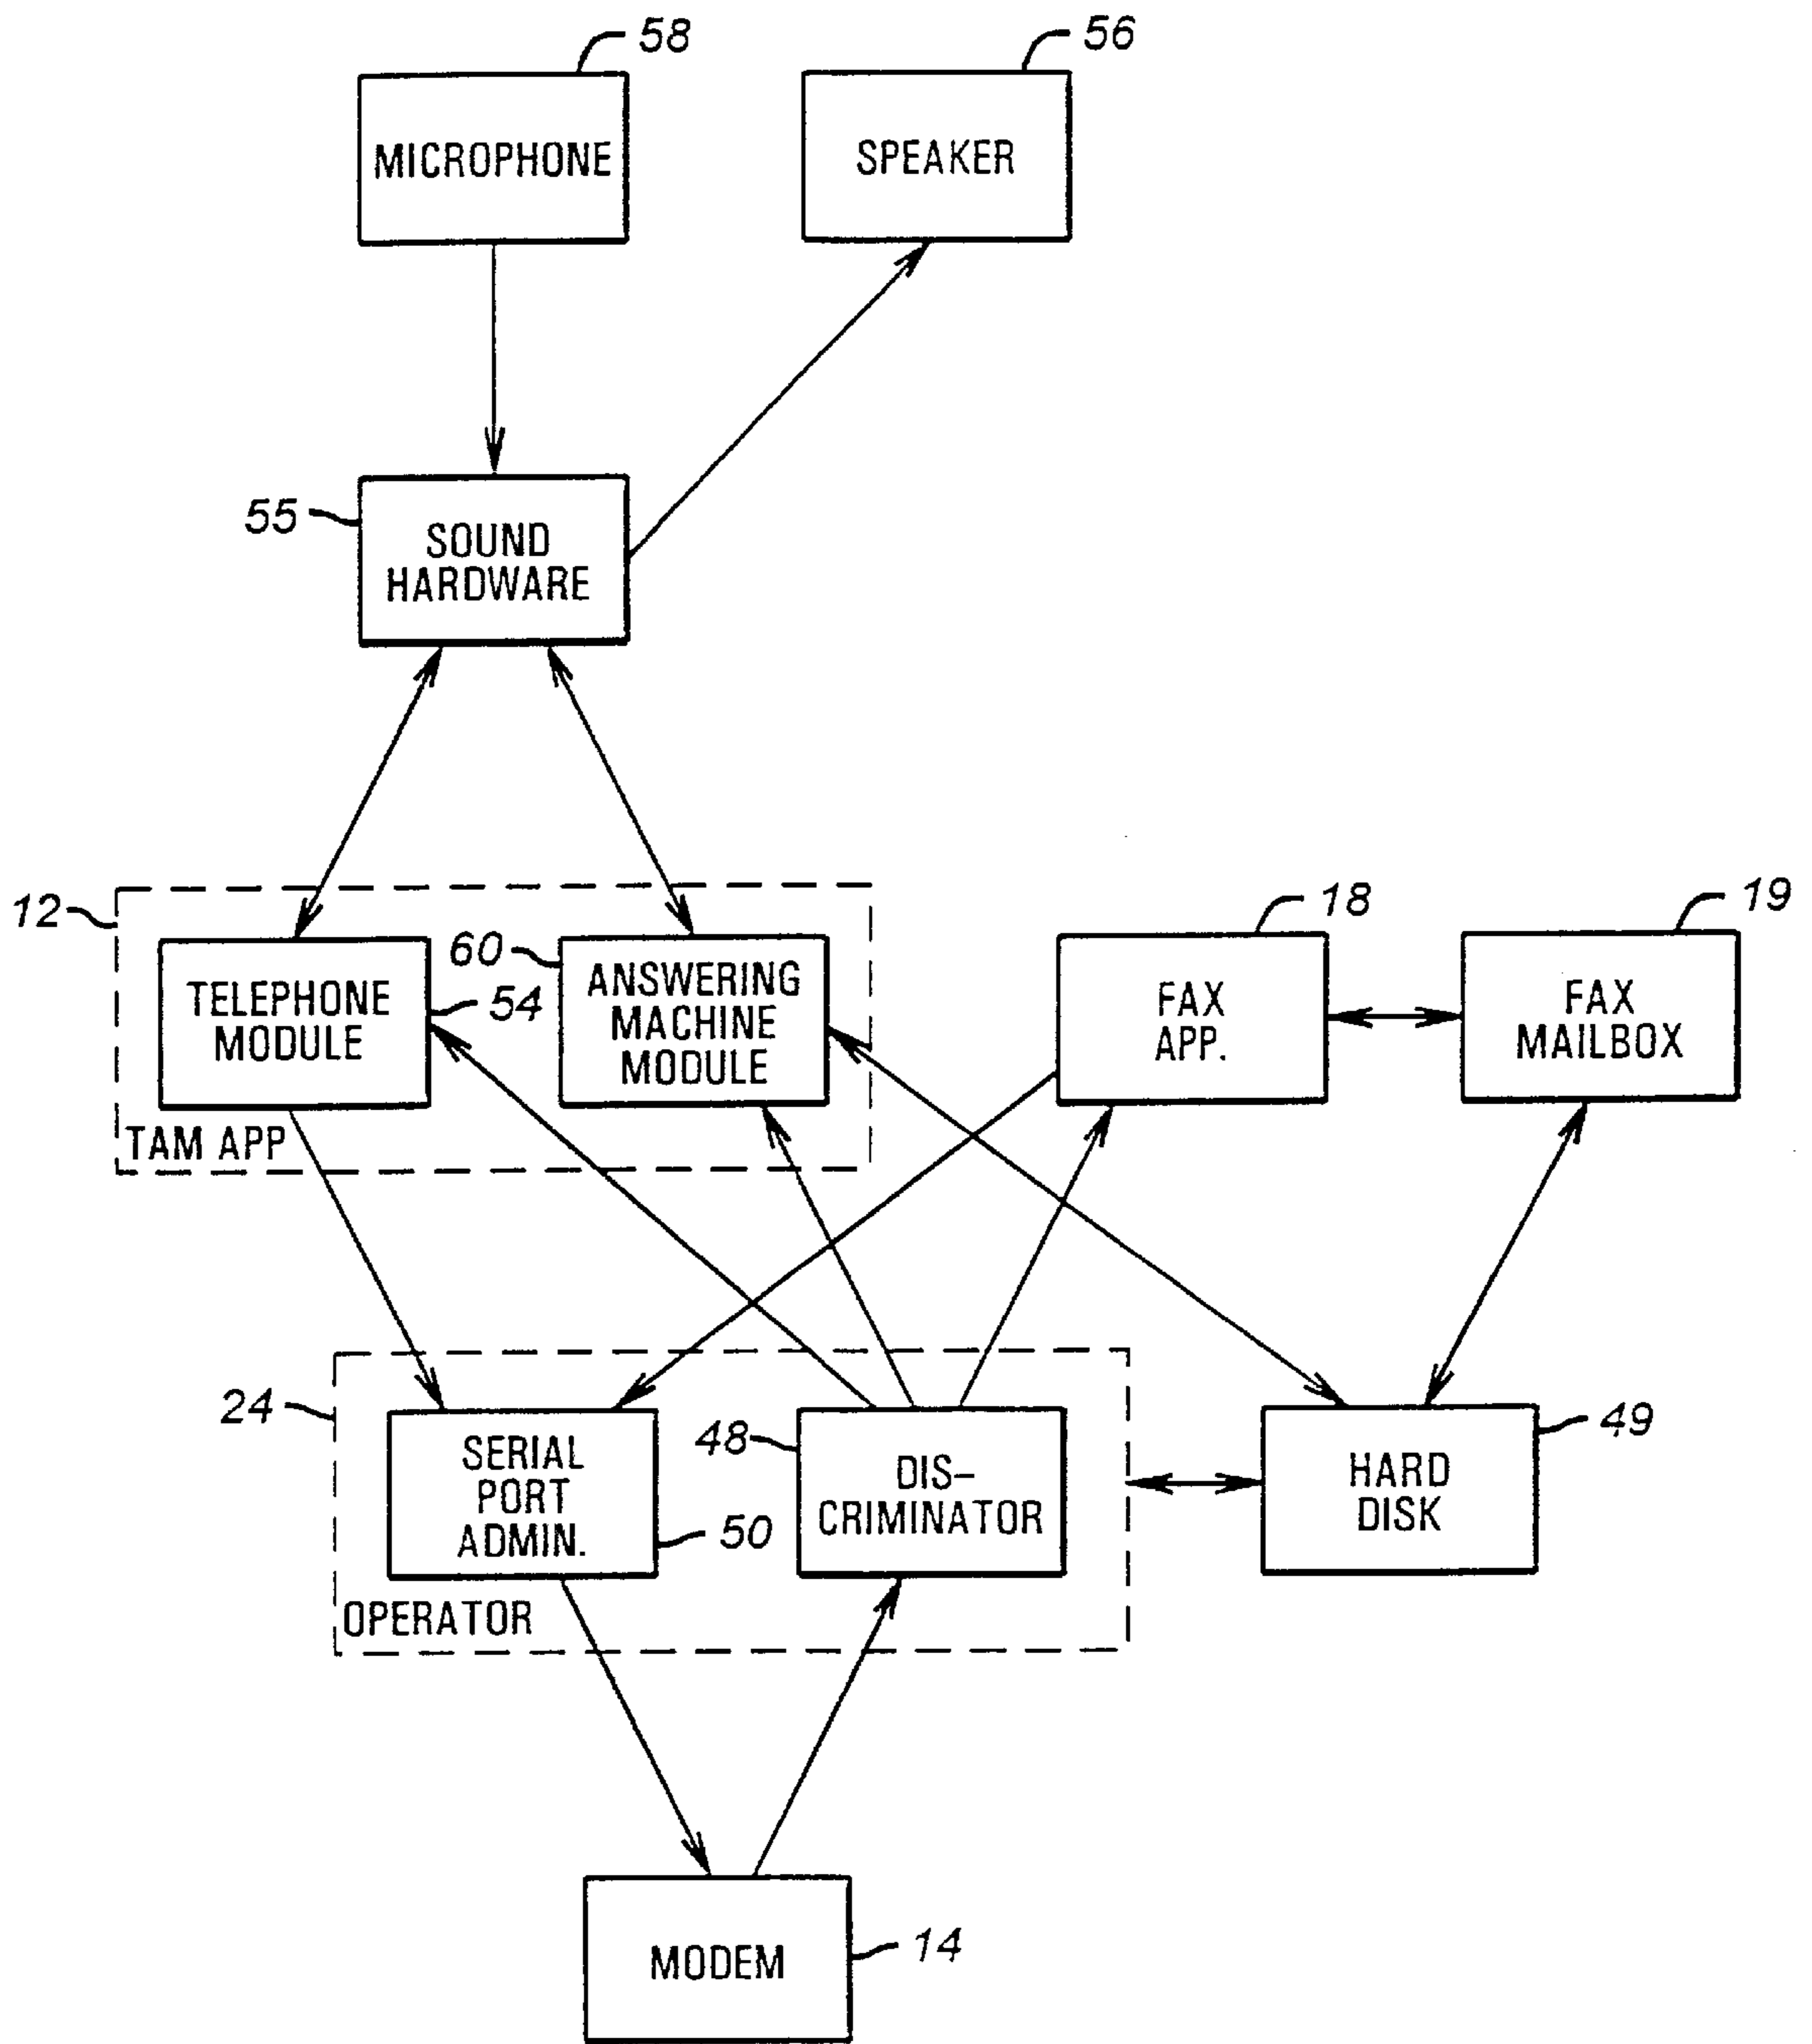 58
56
MICROPHONE
SPEAKER
55
SOUND
HARDWARE
12
18
19
60
TELEPHONE
MODULE
54
ANSWERING
MACHINE
MODULE
FAX
APP.
FAX
MAILBOX
TAM APP
24
SERIAL
PORT
ADMIN.
50
48
DIS-
CRIMINATOR
49
HARD
DISK
OPERATOR
MODEM
14